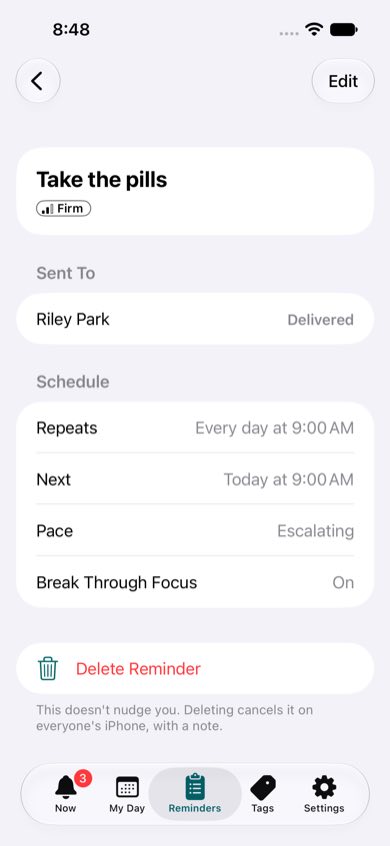 8:48
Edit
Take the pills
Firm
Sent To
Riley Park
Delivered
Schedule
Repeats
Every day at 9:00 AM
Next
Today at 9:00 AM
Pace
Escalating
Break Through Focus
On
Delete Reminder
This doesn't nudge you. Deleting cancels it on
everyone's iPhone, with a note.
3
Now
My Day
Reminders
Tags
Settings